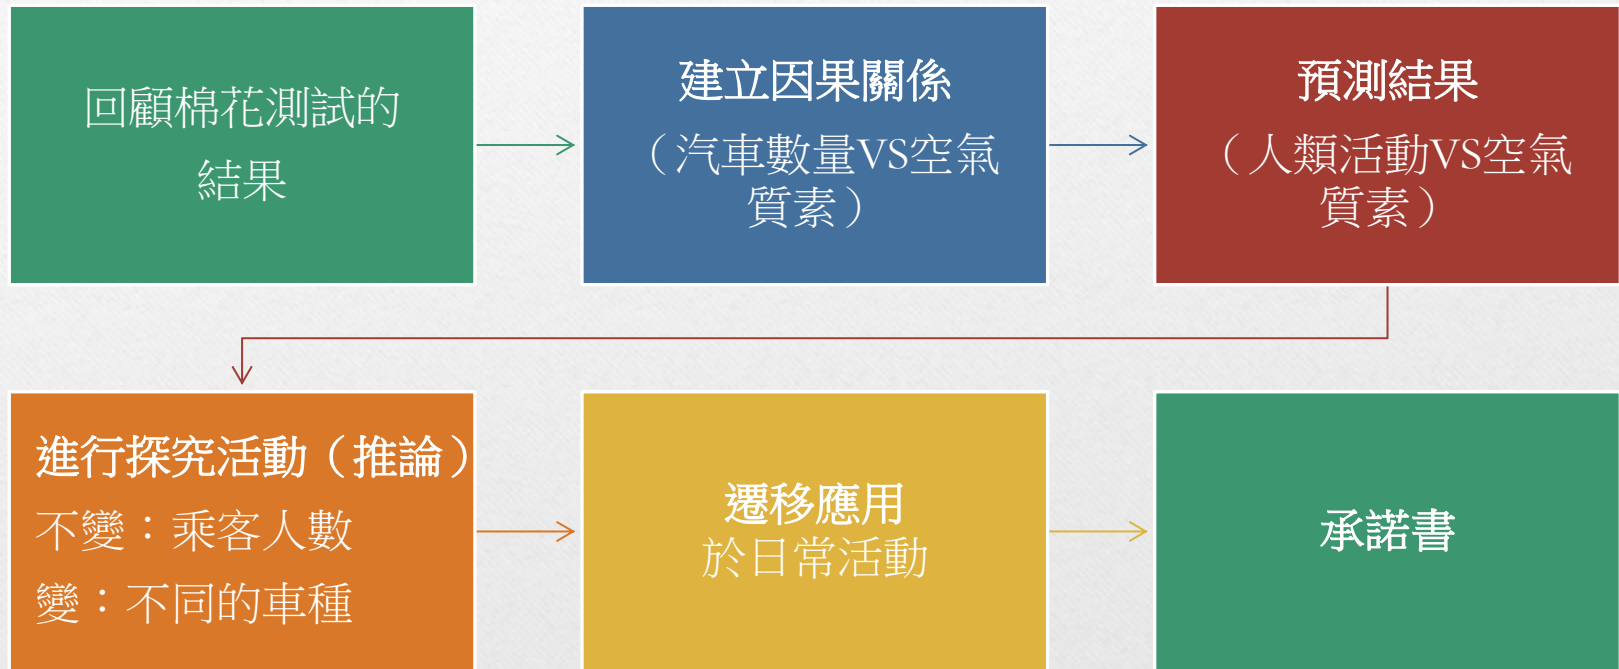 回顧棉花測試的
結果
建立因果關係
（汽車數量VS空氣
質素）
預測結果
（人類活動VS空氣
質素）
進行探究活動（推論）
不變：乘客人數
變：不同的車種
遷移應用
於日常活動
承諾書